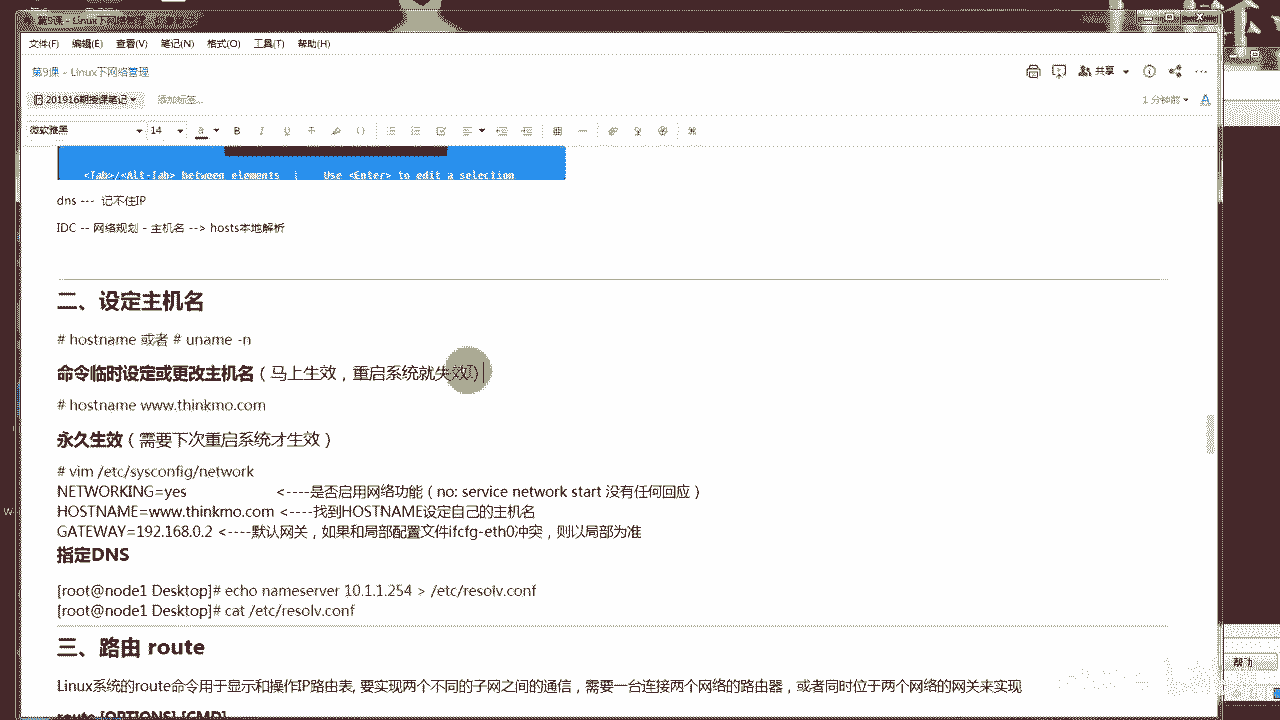 第9课 - Linux下网络管理
文件(F) 编辑(E) 查看(V) 笔记(N) 格式(O) 工具(T) 帮助(H)
第9课 - Linux下网络管理
共享
201916期授课笔记
添加标签...
1 分钟前
微软雅黑 14 a B I U T
<Tab>/<Alt-Tab> between elements | Use <Enter> to edit a selection
dns --- 记不住IP
IDC -- 网络规划 - 主机名 --> hosts本地解析
二、设定主机名
# hostname 或者 # uname -n
命令临时设定或更改主机名（马上生效，重启系统就失效）
# hostname www.thinkmo.com
永久生效（需要下次重启系统才生效）
# vim /etc/sysconfig/network
NETWORKING=yes <----是否启用网络功能（no: service network start 没有任何回应）
HOSTNAME=www.thinkmo.com <----找到HOSTNAME设定自己的主机名
GATEWAY=192.168.0.2 <----默认网关，如果和局部配置文件ifcfg-eth0冲突，则以局部为准
指定DNS
[root@node1 Desktop]# echo nameserver 10.1.1.254 > /etc/resolv.conf
[root@node1 Desktop]# cat /etc/resolv.conf
三、路由 route
Linux系统的route命令用于显示和操作IP路由表, 要实现两个不同的子网之间的通信，需要一台连接两个网络的路由器，或者同时位于两个网络的网关来实现
route [OPTIONS] [CMD]